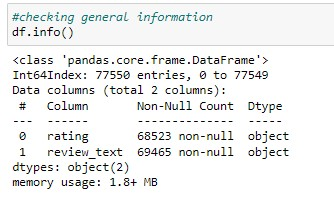 #checking general information
df.info()
<class 'pandas.core.frame.DataFrame'>
Int64Index: 77550 entries, 0 to 77549
Data columns (total 2 columns):
 #   Column       Non-Null Count  Dtype
---  ------       --------------  -----
 0   rating       68523 non-null  object
 1   review_text  69465 non-null  object
dtypes: object(2)
memory usage: 1.8+ MB